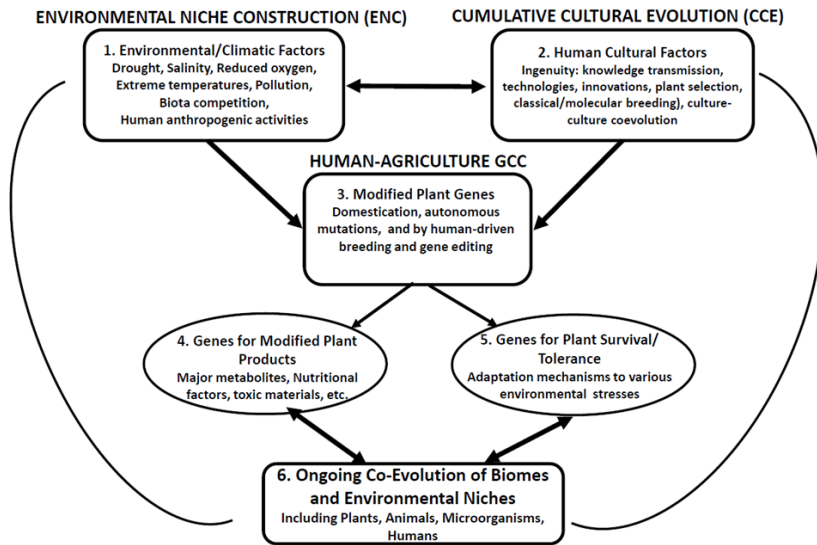 ENVIRONMENTAL NICHE CONSTRUCTION (ENC)
CUMULATIVE CULTURAL EVOLUTION (CCE)
1. Environmental/Climatic Factors
Drought, Salinity, Reduced oxygen,
Extreme temperatures, Pollution,
Biota competition,
Human anthropogenic activities
2. Human Cultural Factors
Ingenuity: knowledge transmission,
technologies, innovations, plant selection,
classical/molecular breeding), culture-
culture coevolution
HUMAN-AGRICULTURE GCC
3. Modified Plant Genes
Domestication, autonomous
mutations, and by human-driven
breeding and gene editing
4. Genes for Modified Plant
Products
Major metabolites, Nutritional
factors, toxic materials, etc.
5. Genes for Plant Survival/
Tolerance
Adaptation mechanisms to various
environmental stresses
6. Ongoing Co-Evolution of Biomes
and Environmental Niches
Including Plants, Animals, Microorganisms,
Humans